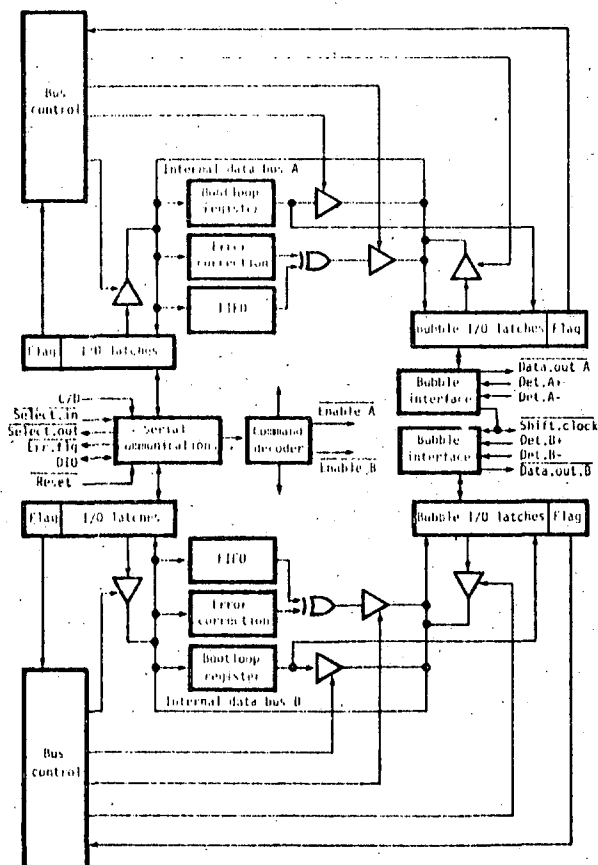 Bus
control
Internal data bus A
Bootloop
register
Error
correction
FIFO
Flag
I/O latches
Bubble I/O latches
Flag
C/D
Select.in
Select.out
Err.flg
DIO
Reset
Serial
communication
Command
decoder
Enable A
Enable B
Bubble
interface
Data.out A
Det.A+
Det.A-
Shift.clock
Bubble
interface
Det.B+
Det.B-
Data.out.B
Flag
I/O latches
Bubble I/O latches
Flag
FIFO
Error
correction
Bootloop
register
Internal data bus B
Bus
control